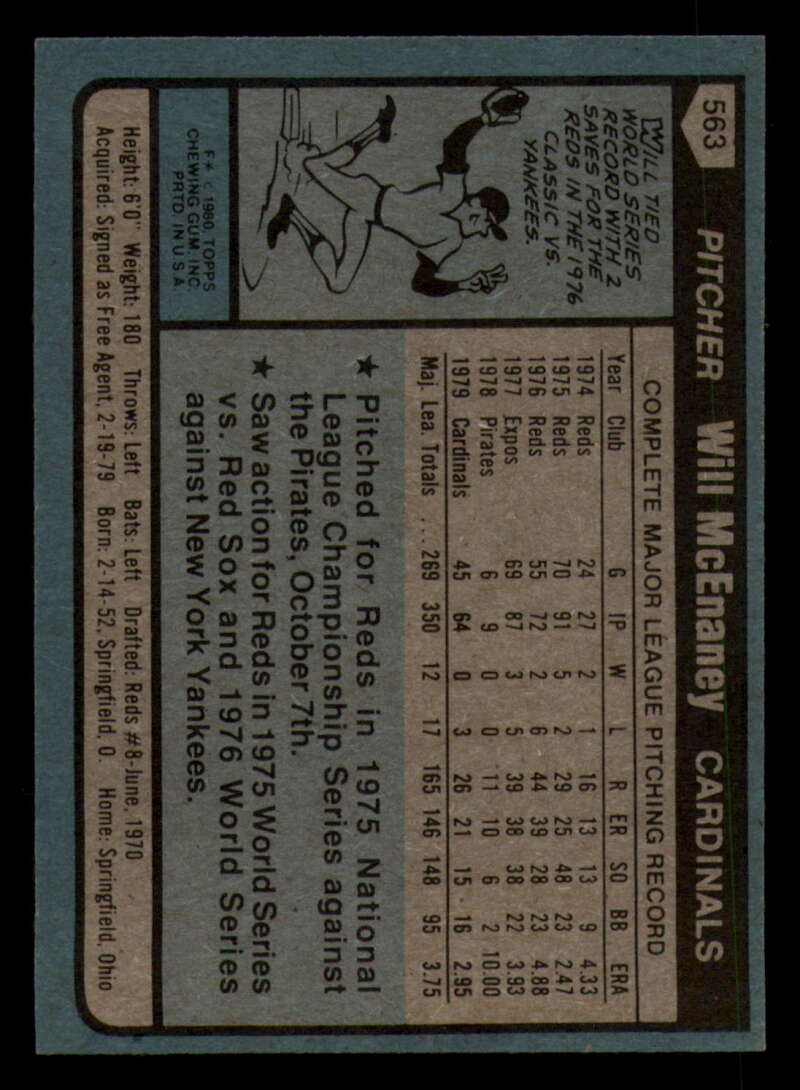 563
PITCHER Will McEnaney CARDINALS
WILL TIED
WORLD SERIES
RECORD WITH 2
SAVES FOR THE
REDS IN THE 1976
CLASSIC VS.
YANKEES.
F* © 1980, TOPPS
CHEWING GUM, INC.
PRTD. IN U S A
COMPLETE MAJOR LEAGUE PITCHING RECORD
Year Club G IP W L R ER SO BB ERA
1974 Reds 24 27 2 1 16 13 13 9 4.33
1975 Reds 70 91 5 2 29 25 48 23 2.47
1976 Reds 55 72 2 6 44 39 28 23 4.88
1977 Expos 69 87 3 5 39 38 38 22 3.93
1978 Pirates 6 9 0 0 11 10 6 2 10.00
1979 Cardinals 45 64 0 3 26 21 15 16 2.95
Maj. Lea. Totals ... 269 350 12 17 165 146 148 95 3.75
★ Pitched for Reds in 1975 National
League Championship Series against
the Pirates, October 7th.
★ Saw action for Reds in 1975 World Series
vs. Red Sox and 1976 World Series
against New York Yankees.
Height: 6'0" Weight: 180 Throws: Left Bats: Left Drafted: Reds #8-June, 1970
Acquired: Signed as Free Agent, 2-19-79 Born: 2-14-52, Springfield, O. Home: Springfield, Ohio